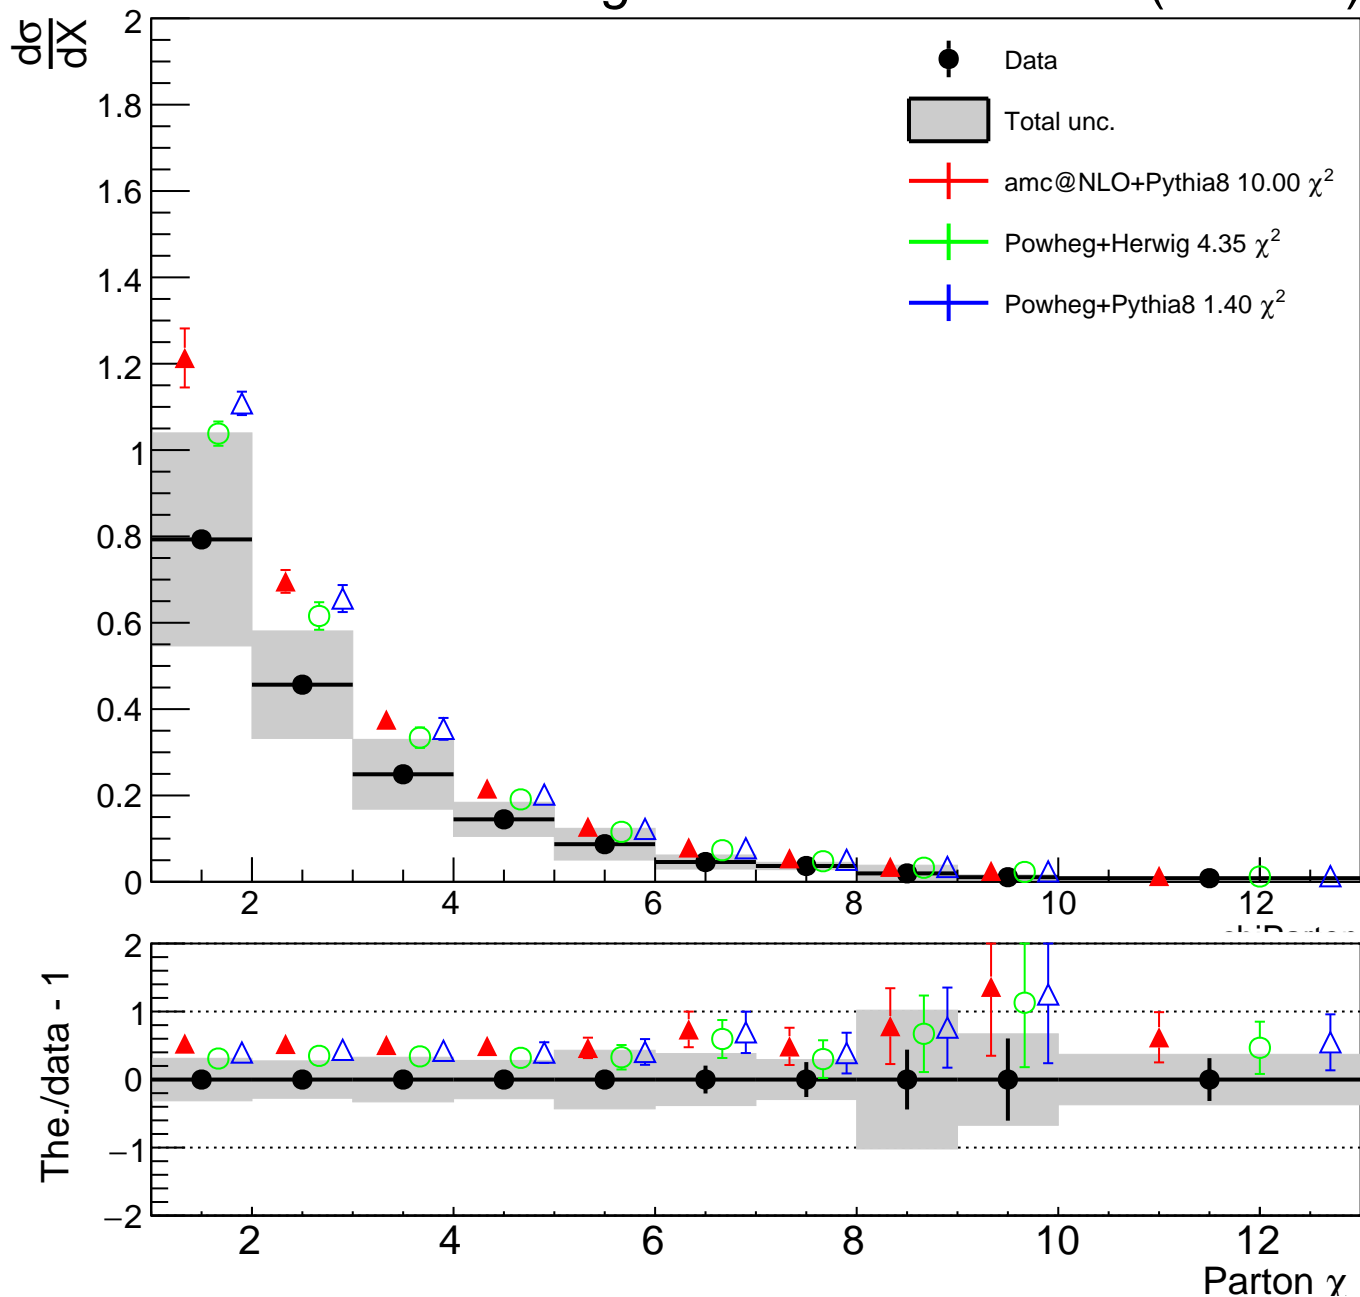 dσ
dX
2
1.8
1.6
1.4
1.2
1
0.8
0.6
0.4
0.2
0
Data
Total unc.
amc@NLO+Pythia8 10.00 χ²
Powheg+Herwig 4.35 χ²
Powheg+Pythia8 1.40 χ²
2 4 6 8 10 12
The./data - 1
2
1
0
−1
−2
2 4 6 8 10 12
Parton χ